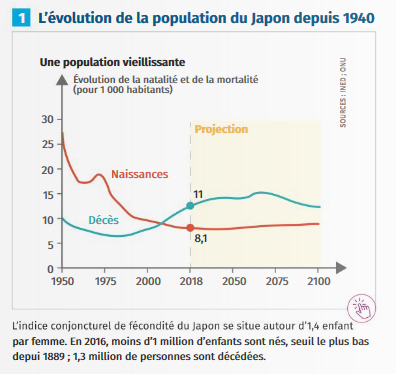 1 L'évolution de la population du Japon depuis 1940
Une population vieillissante
Évolution de la natalité et de la mortalité
(pour 1 000 habitants)
SOURCES : INED ; ONU
30
25
20
15
10
5
0
Projection
Naissances
Décès
11
8,1
1950 1975 2000 2018 2050 2075 2100
L'indice conjoncturel de fécondité du Japon se situe autour d'1,4 enfant
par femme. En 2016, moins d'1 million d'enfants sont nés, seuil le plus bas
depuis 1889 ; 1,3 million de personnes sont décédées.